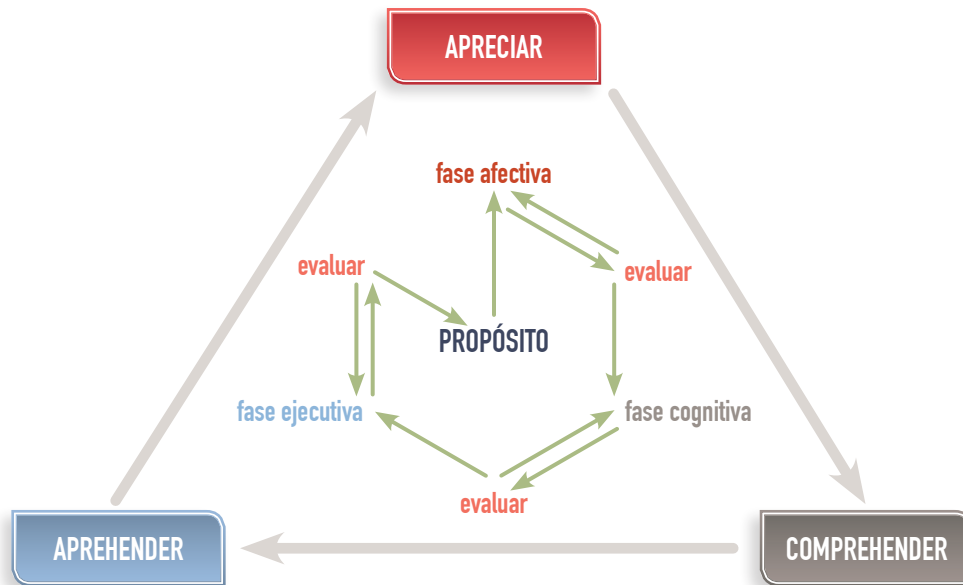 APRECIAR
fase afectiva
evaluar
evaluar
PROPÓSITO
fase ejecutiva
fase cognitiva
evaluar
APREHENDER
COMPREHENDER